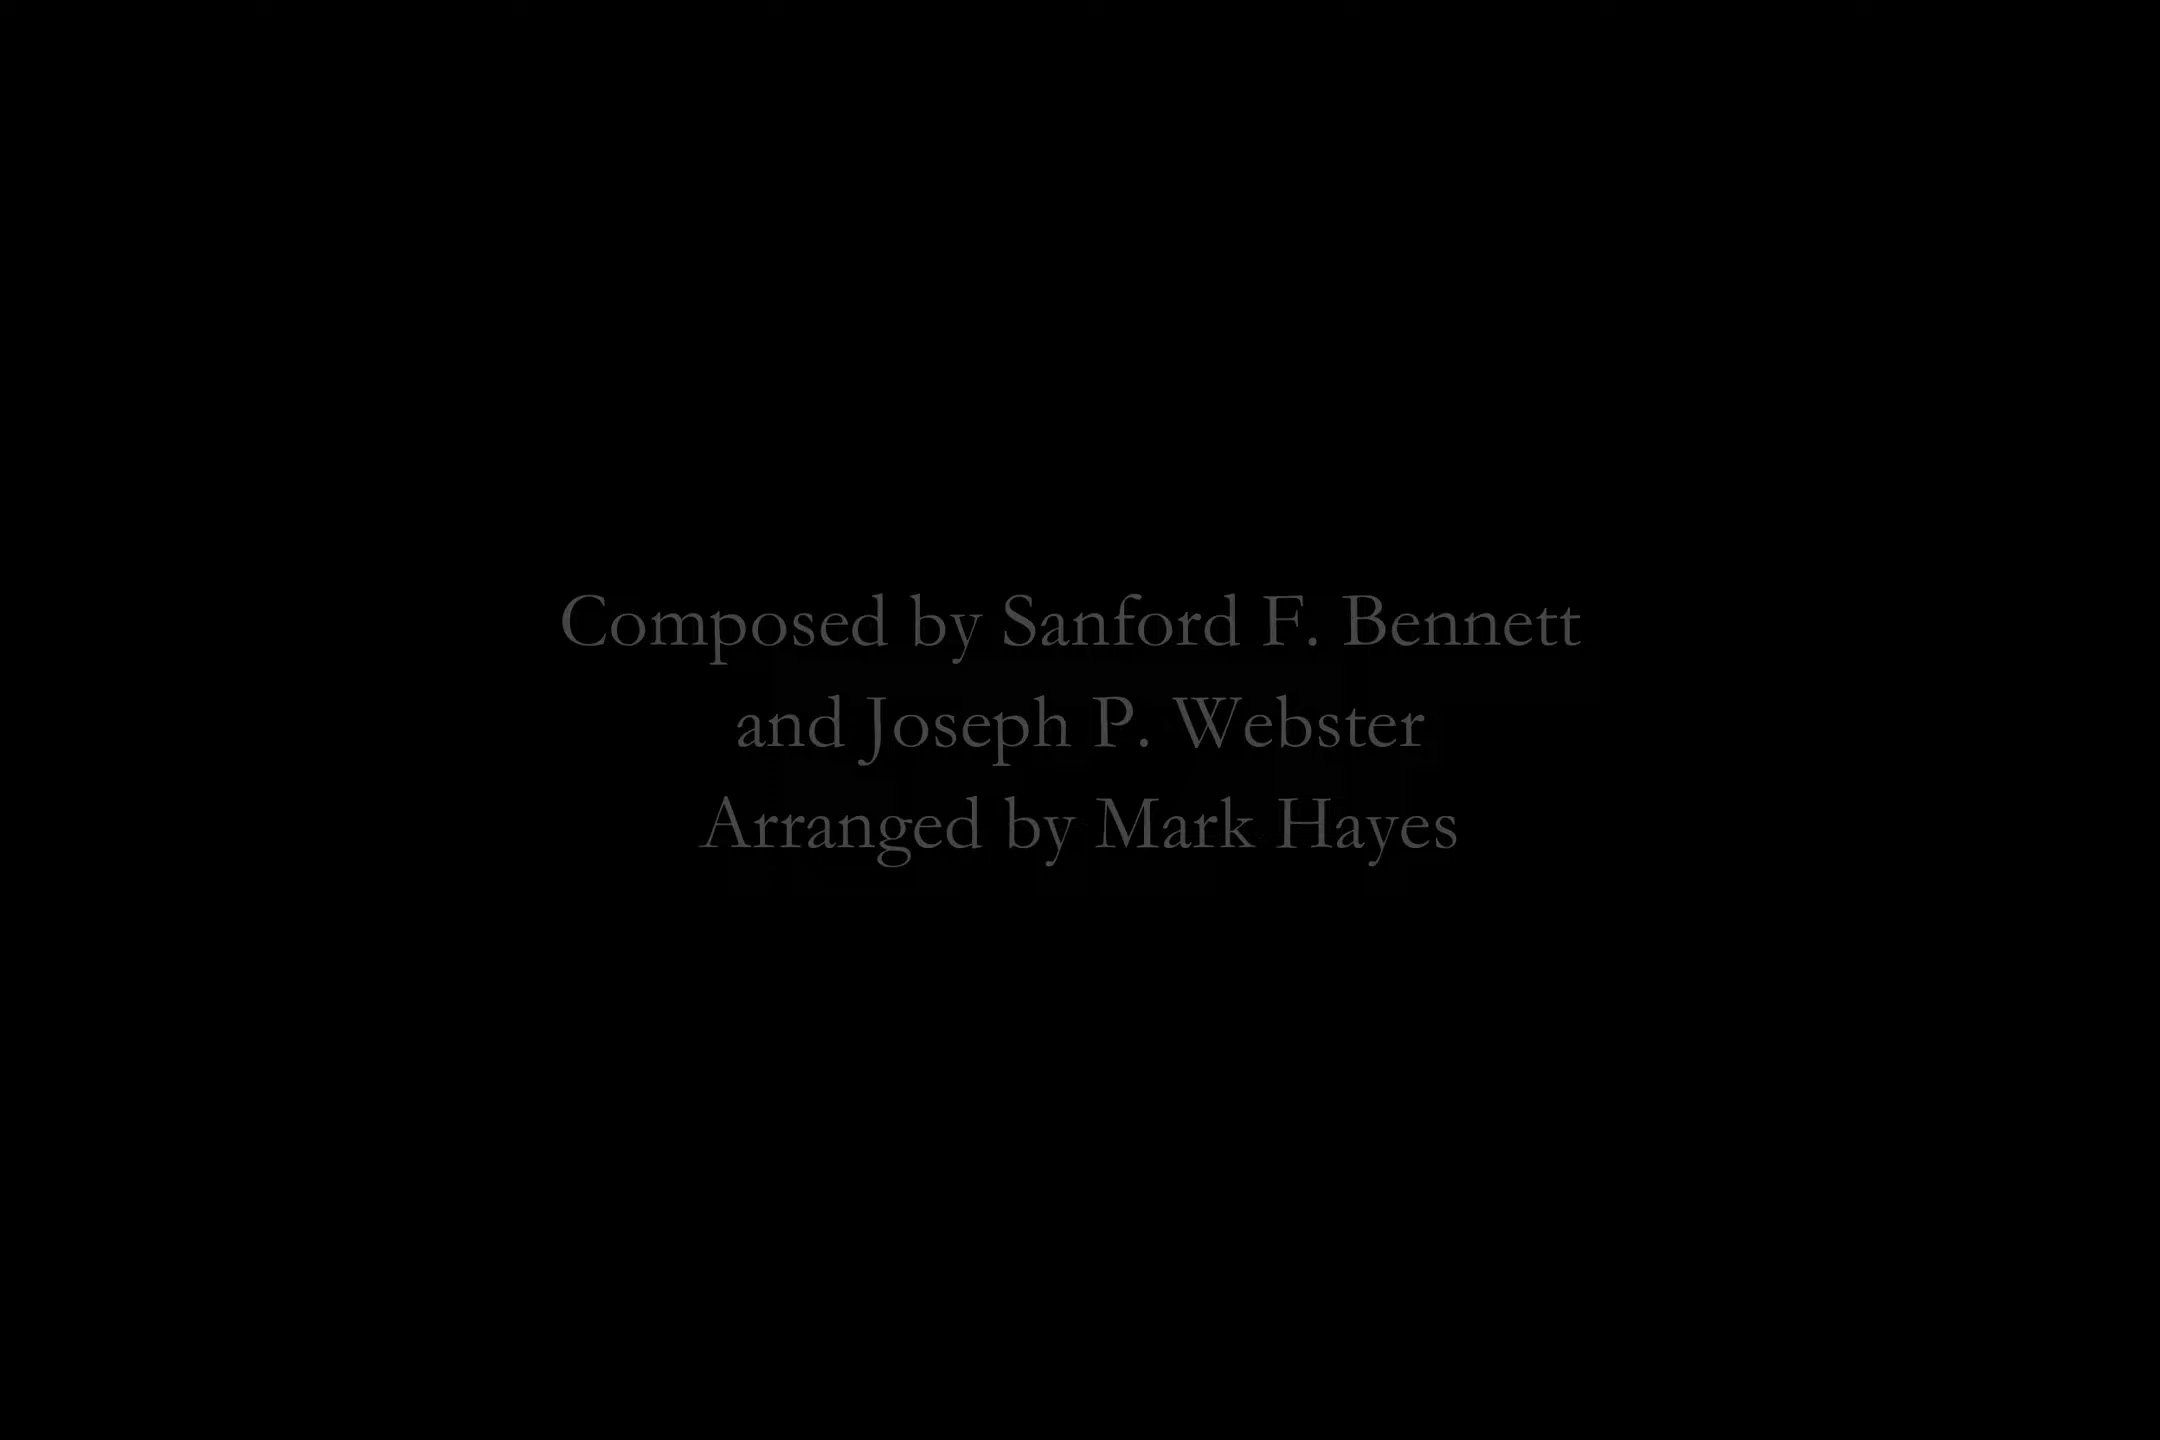 Composed by Sanford F. Bennett
and Joseph P. Webster
Arranged by Mark Hayes